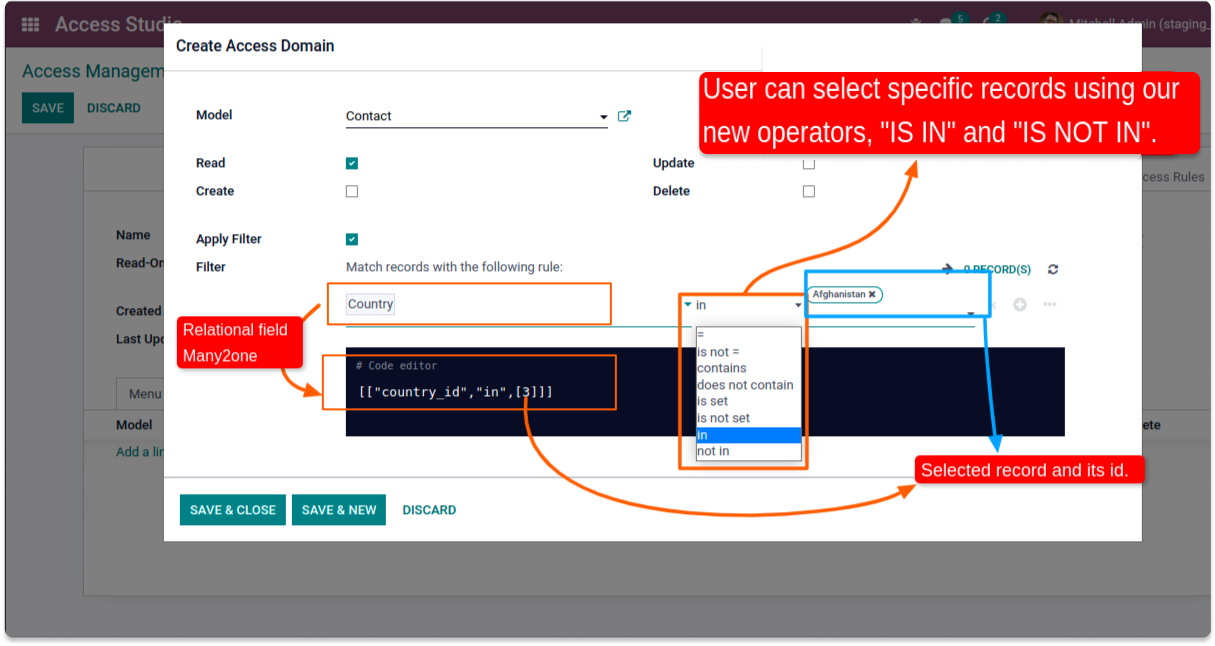 Access Studio
5
2
Mitchell Admin (staging_
Create Access Domain
Access Managem
SAVE
DISCARD
User can select specific records using our
new operators, "IS IN" and "IS NOT IN".
Model
Contact
Read
Update
Create
Delete
cess Rules
Name
Apply Filter
Read-On
Filter
Match records with the following rule:
0 RECORD(S)
Country
in
Afghanistan ✖
Created
Relational field
Many2one
Last Upd
=
is not =
contains
does not contain
is set
is not set
in
not in
# Code editor
[["country_id","in",[3]]]
Menu
Model
ete
Add a lin
Selected record and its id.
SAVE & CLOSE
SAVE & NEW
DISCARD